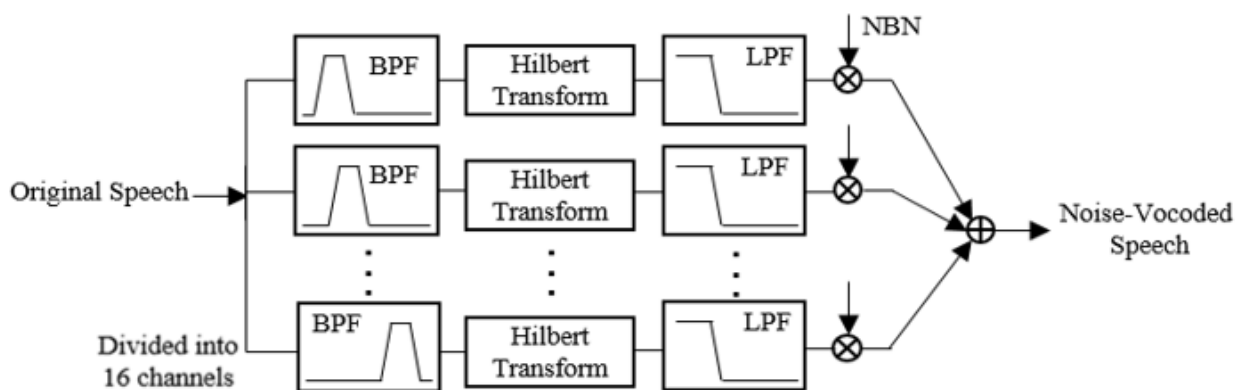 NBN
BPF
Hilbert
Transform
LPF
BPF
Hilbert
Transform
LPF
Original Speech
Noise-Vocoded
Speech
BPF
Hilbert
Transform
LPF
Divided into
16 channels